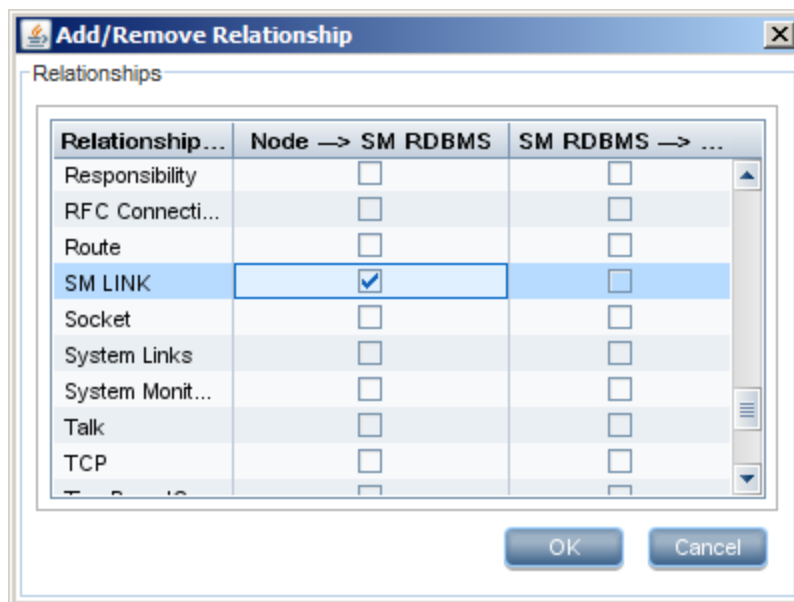 Add/Remove Relationship
Relationships
Relationship... Node —> SM RDBMS SM RDBMS —> ...
Responsibility
RFC Connecti...
Route
SM LINK
Socket
System Links
System Monit...
Talk
TCP
OK Cancel